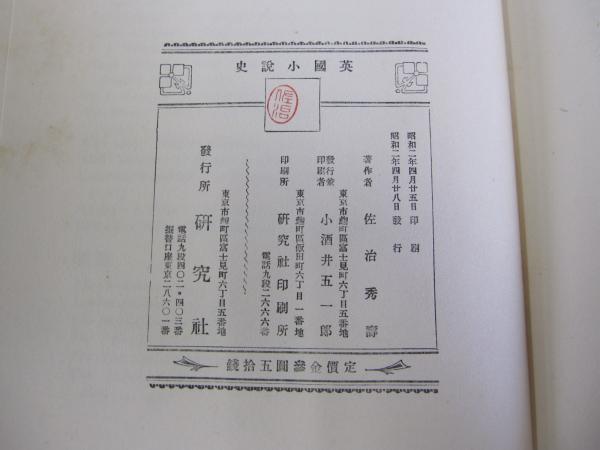 史說小國英
佐治
昭和二年四月廿五日印刷
昭和二年四月廿八日發行
著作者 佐治秀壽
東京市麴町區富士見町六丁目五番地
發行兼印刷者 小酒井五一郎
東京市麴町區飯田町六丁目一番地
印刷所 研究社印刷所
電話九段二六六六番
東京市麴町區富士見町六丁目五番地
發行所 研究社
電話九段四〇二・四〇三番
振替口座東京二八六〇一番
錢拾五圓參金價定